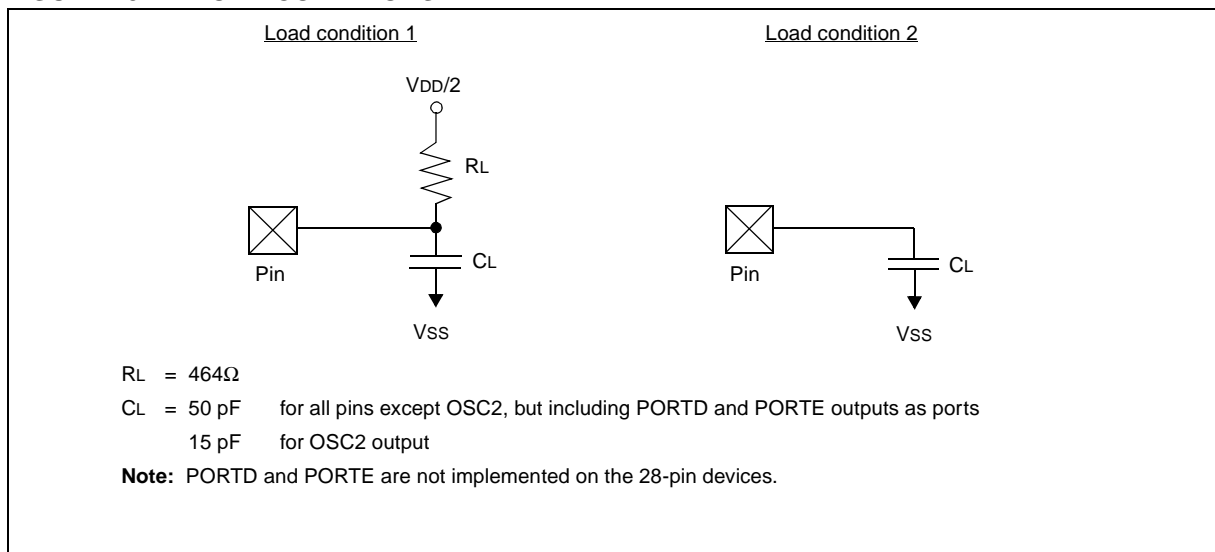 Load condition 1
Load condition 2
VDD/2
RL
Pin
CL
VSS
Pin
CL
VSS
RL = 464Ω
CL = 50 pF for all pins except OSC2, but including PORTD and PORTE outputs as ports
15 pF for OSC2 output
Note: PORTD and PORTE are not implemented on the 28-pin devices.